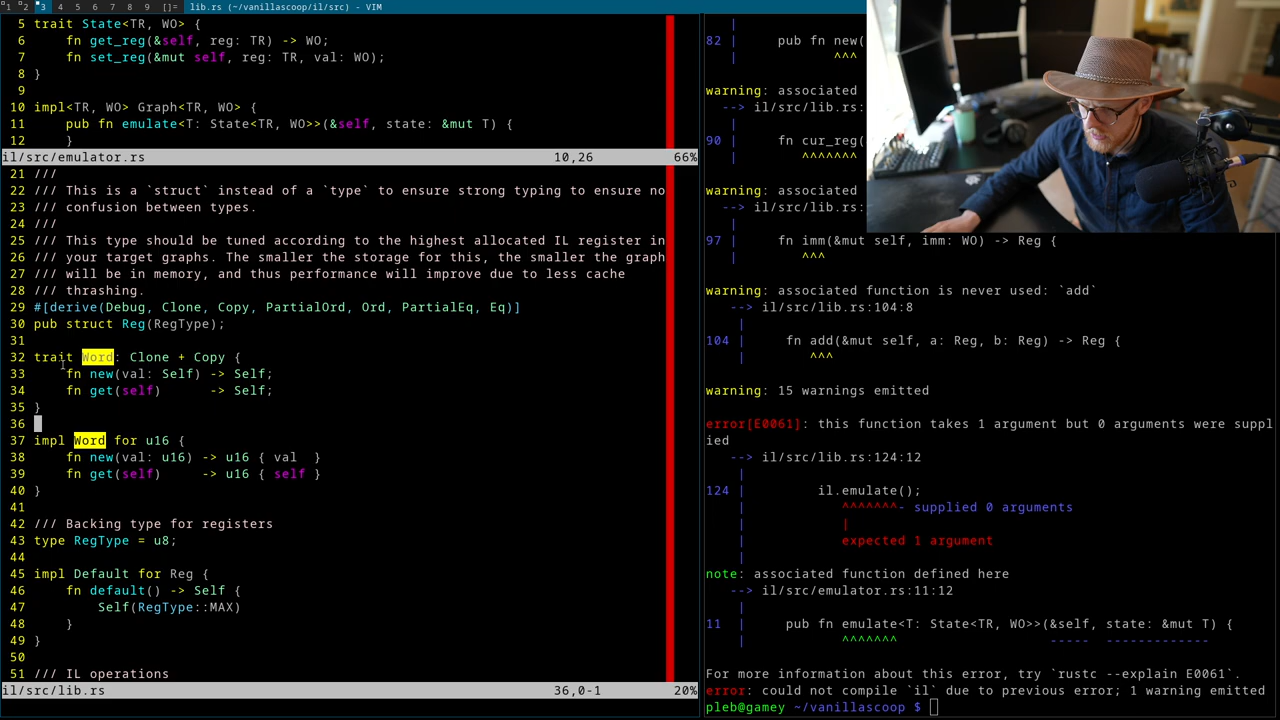 1 2 3 4 5 6 7 8 9 []= lib.rs (~/vanillascoop/il/src) - VIM
5 trait State<TR, WO> {
6     fn get_reg(&self, reg: TR) -> WO;
7     fn set_reg(&mut self, reg: TR, val: WO);
8 }
9
10 impl<TR, WO> Graph<TR, WO> {
11     pub fn emulate<T: State<TR, WO>>(&self, state: &mut T) {
12     }
il/src/emulator.rs 10,26 66%
21 ///
22 /// This is a `struct` instead of a `type` to ensure strong typing to ensure no
23 /// confusion between types.
24 ///
25 /// This type should be tuned according to the highest allocated IL register in
26 /// your target graphs. The smaller the storage for this, the smaller the graph
27 /// will be in memory, and thus performance will improve due to less cache
28 /// thrashing.
29 #[derive(Debug, Clone, Copy, PartialOrd, Ord, PartialEq, Eq)]
30 pub struct Reg(RegType);
31
32 trait Word: Clone + Copy {
33     fn new(val: Self) -> Self;
34     fn get(self)      -> Self;
35 }
36
37 impl Word for u16 {
38     fn new(val: u16) -> u16 { val  }
39     fn get(self)     -> u16 { self }
40 }
41
42 /// Backing type for registers
43 type RegType = u8;
44
45 impl Default for Reg {
46     fn default() -> Self {
47         Self(RegType::MAX)
48     }
49 }
50
51 /// IL operations
il/src/lib.rs 36,0-1 20%
|
82 |     pub fn new(
|            ^^^
warning: associated
--> il/src/lib.rs:
|
90 |     fn cur_reg(
|        ^^^^^^^
warning: associated
--> il/src/lib.rs:
|
97 |     fn imm(&mut self, imm: WO) -> Reg {
|        ^^^
warning: associated function is never used: `add`
--> il/src/lib.rs:104:8
|
104 |     fn add(&mut self, a: Reg, b: Reg) -> Reg {
|        ^^^
warning: 15 warnings emitted
error[E0061]: this function takes 1 argument but 0 arguments were suppl
ied
--> il/src/lib.rs:124:12
|
124 |         il.emulate();
|            ^^^^^^^- supplied 0 arguments
|            |
|            expected 1 argument
|
note: associated function defined here
--> il/src/emulator.rs:11:12
|
11 |     pub fn emulate<T: State<TR, WO>>(&self, state: &mut T) {
|            ^^^^^^^                   -----  -------------
For more information about this error, try `rustc --explain E0061`.
error: could not compile `il` due to previous error; 1 warning emitted
pleb@gamey ~/vanillascoop $